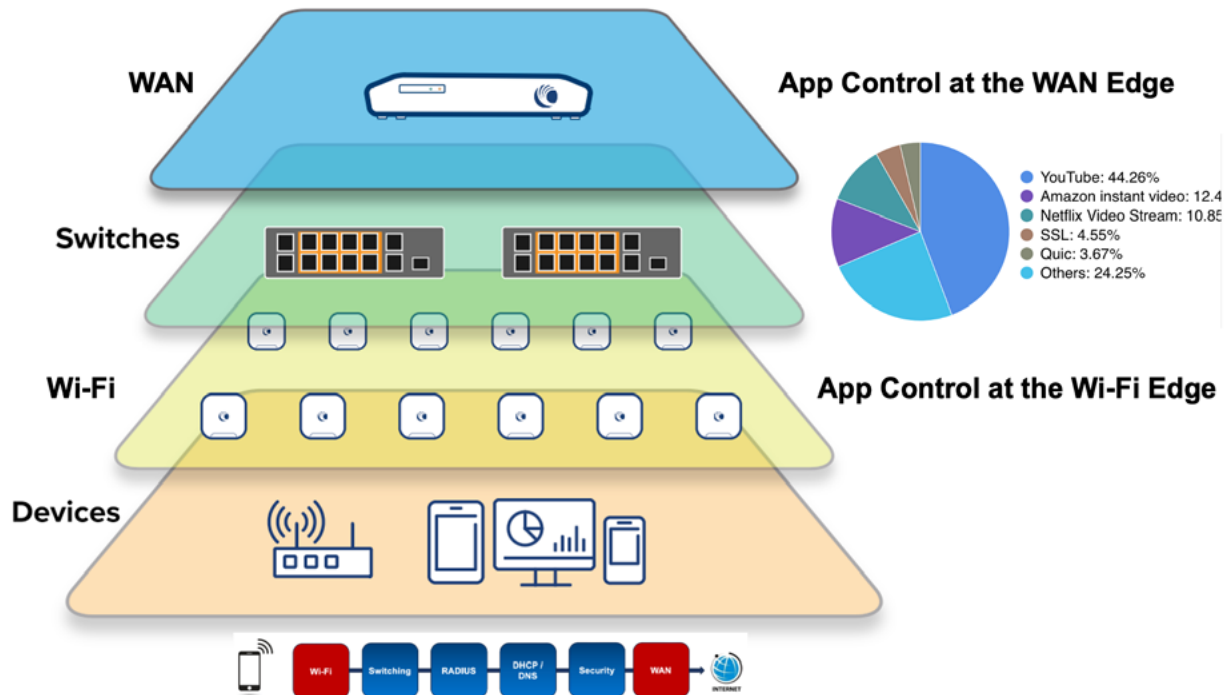 WAN
App Control at the WAN Edge
YouTube: 44.26%
Amazon instant video: 12.4
Netflix Video Stream: 10.85
SSL: 4.55%
Quic: 3.67%
Others: 24.25%
Switches
Wi-Fi
App Control at the Wi-Fi Edge
Devices
Wi-Fi
Switching
RADIUS
DHCP /
DNS
Security
WAN
INTERNET